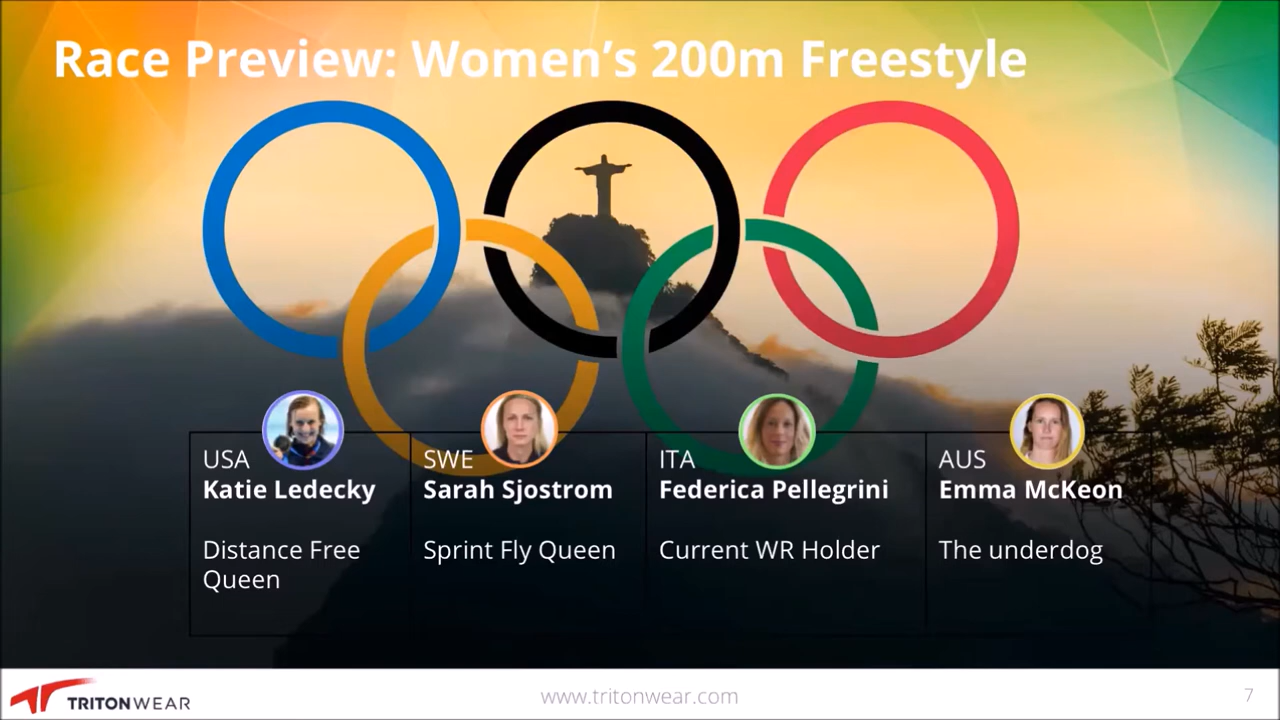 Race Preview: Women’s 200m Freestyle
USA
Katie Ledecky
Distance Free
Queen
SWE
Sarah Sjostrom
Sprint Fly Queen
ITA
Federica Pellegrini
Current WR Holder
AUS
Emma McKeon
The underdog
TRITONWEAR
www.tritonwear.com
7